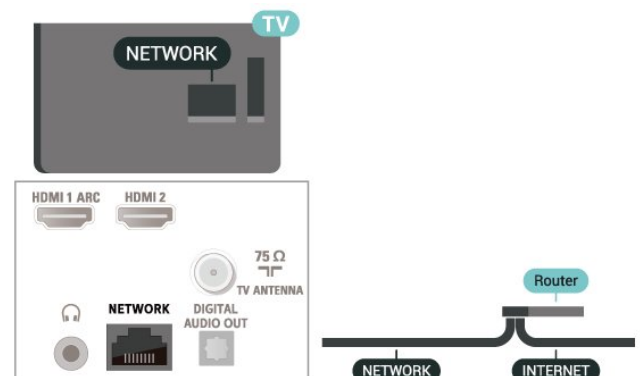 TV
NETWORK
HDMI 1 ARC HDMI 2
75 Ω
TV ANTENNA
NETWORK DIGITAL
AUDIO OUT
Router
NETWORK INTERNET